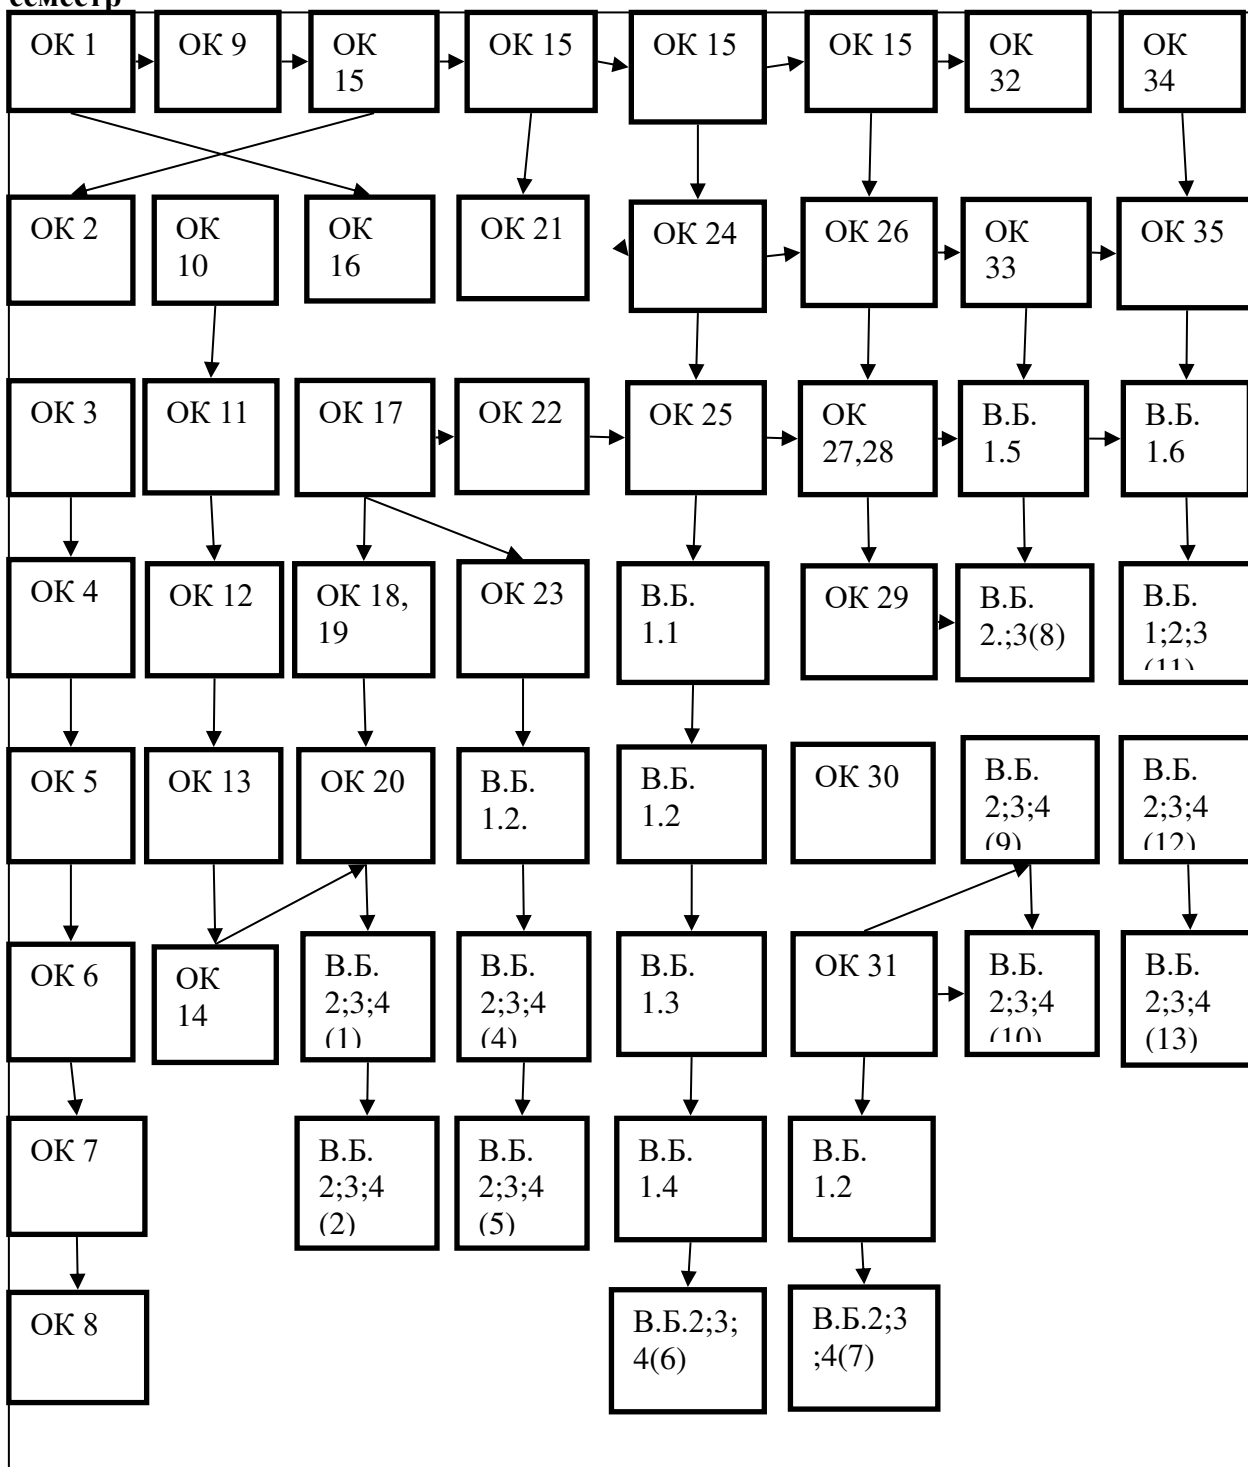 семестр
ОК 1
ОК 9
ОК
15
ОК 15
ОК 15
ОК 15
ОК
32
ОК
34
ОК 2
ОК
10
ОК
16
ОК 21
ОК 24
ОК 26
ОК
33
ОК 35
ОК 3
ОК 11
ОК 17
ОК 22
ОК 25
ОК
27,28
В.Б.
1.5
В.Б.
1.6
ОК 4
ОК 12
ОК 18,
19
ОК 23
В.Б.
1.1
ОК 29
В.Б.
2.;3(8)
В.Б.
1;2;3
(11)
ОК 5
ОК 13
ОК 20
В.Б.
1.2.
В.Б.
1.2
ОК 30
В.Б.
2;3;4
(9)
В.Б.
2;3;4
(12)
ОК 6
ОК
14
В.Б.
2;3;4
(1)
В.Б.
2;3;4
(4)
В.Б.
1.3
ОК 31
В.Б.
2;3;4
(10)
В.Б.
2;3;4
(13)
ОК 7
В.Б.
2;3;4
(2)
В.Б.
2;3;4
(5)
В.Б.
1.4
В.Б.
1.2
ОК 8
В.Б.2;3;
4(6)
В.Б.2;3
;4(7)